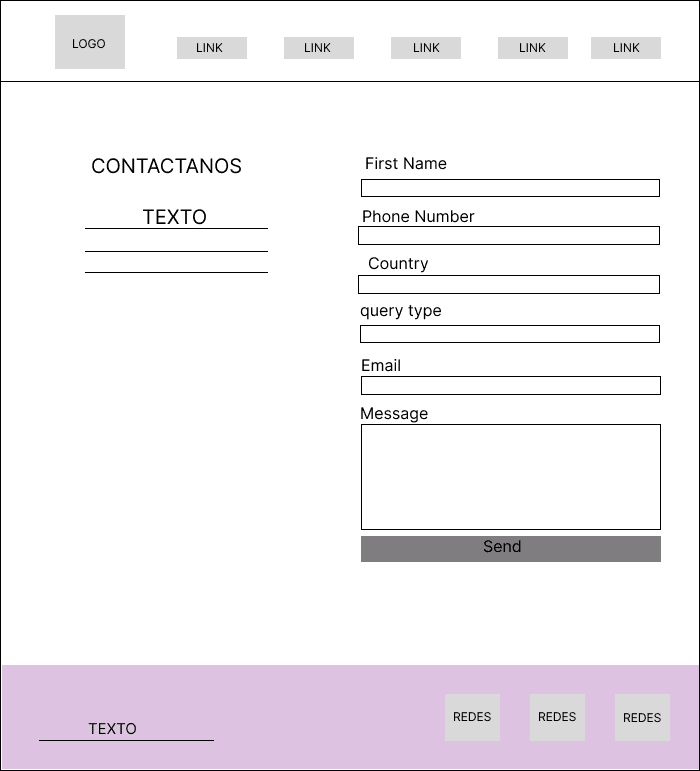 LOGO
LINK
LINK
LINK
LINK
LINK
CONTACTANOS
TEXTO
First Name
Phone Number
Country
query type
Email
Message
Send
TEXTO
REDES
REDES
REDES